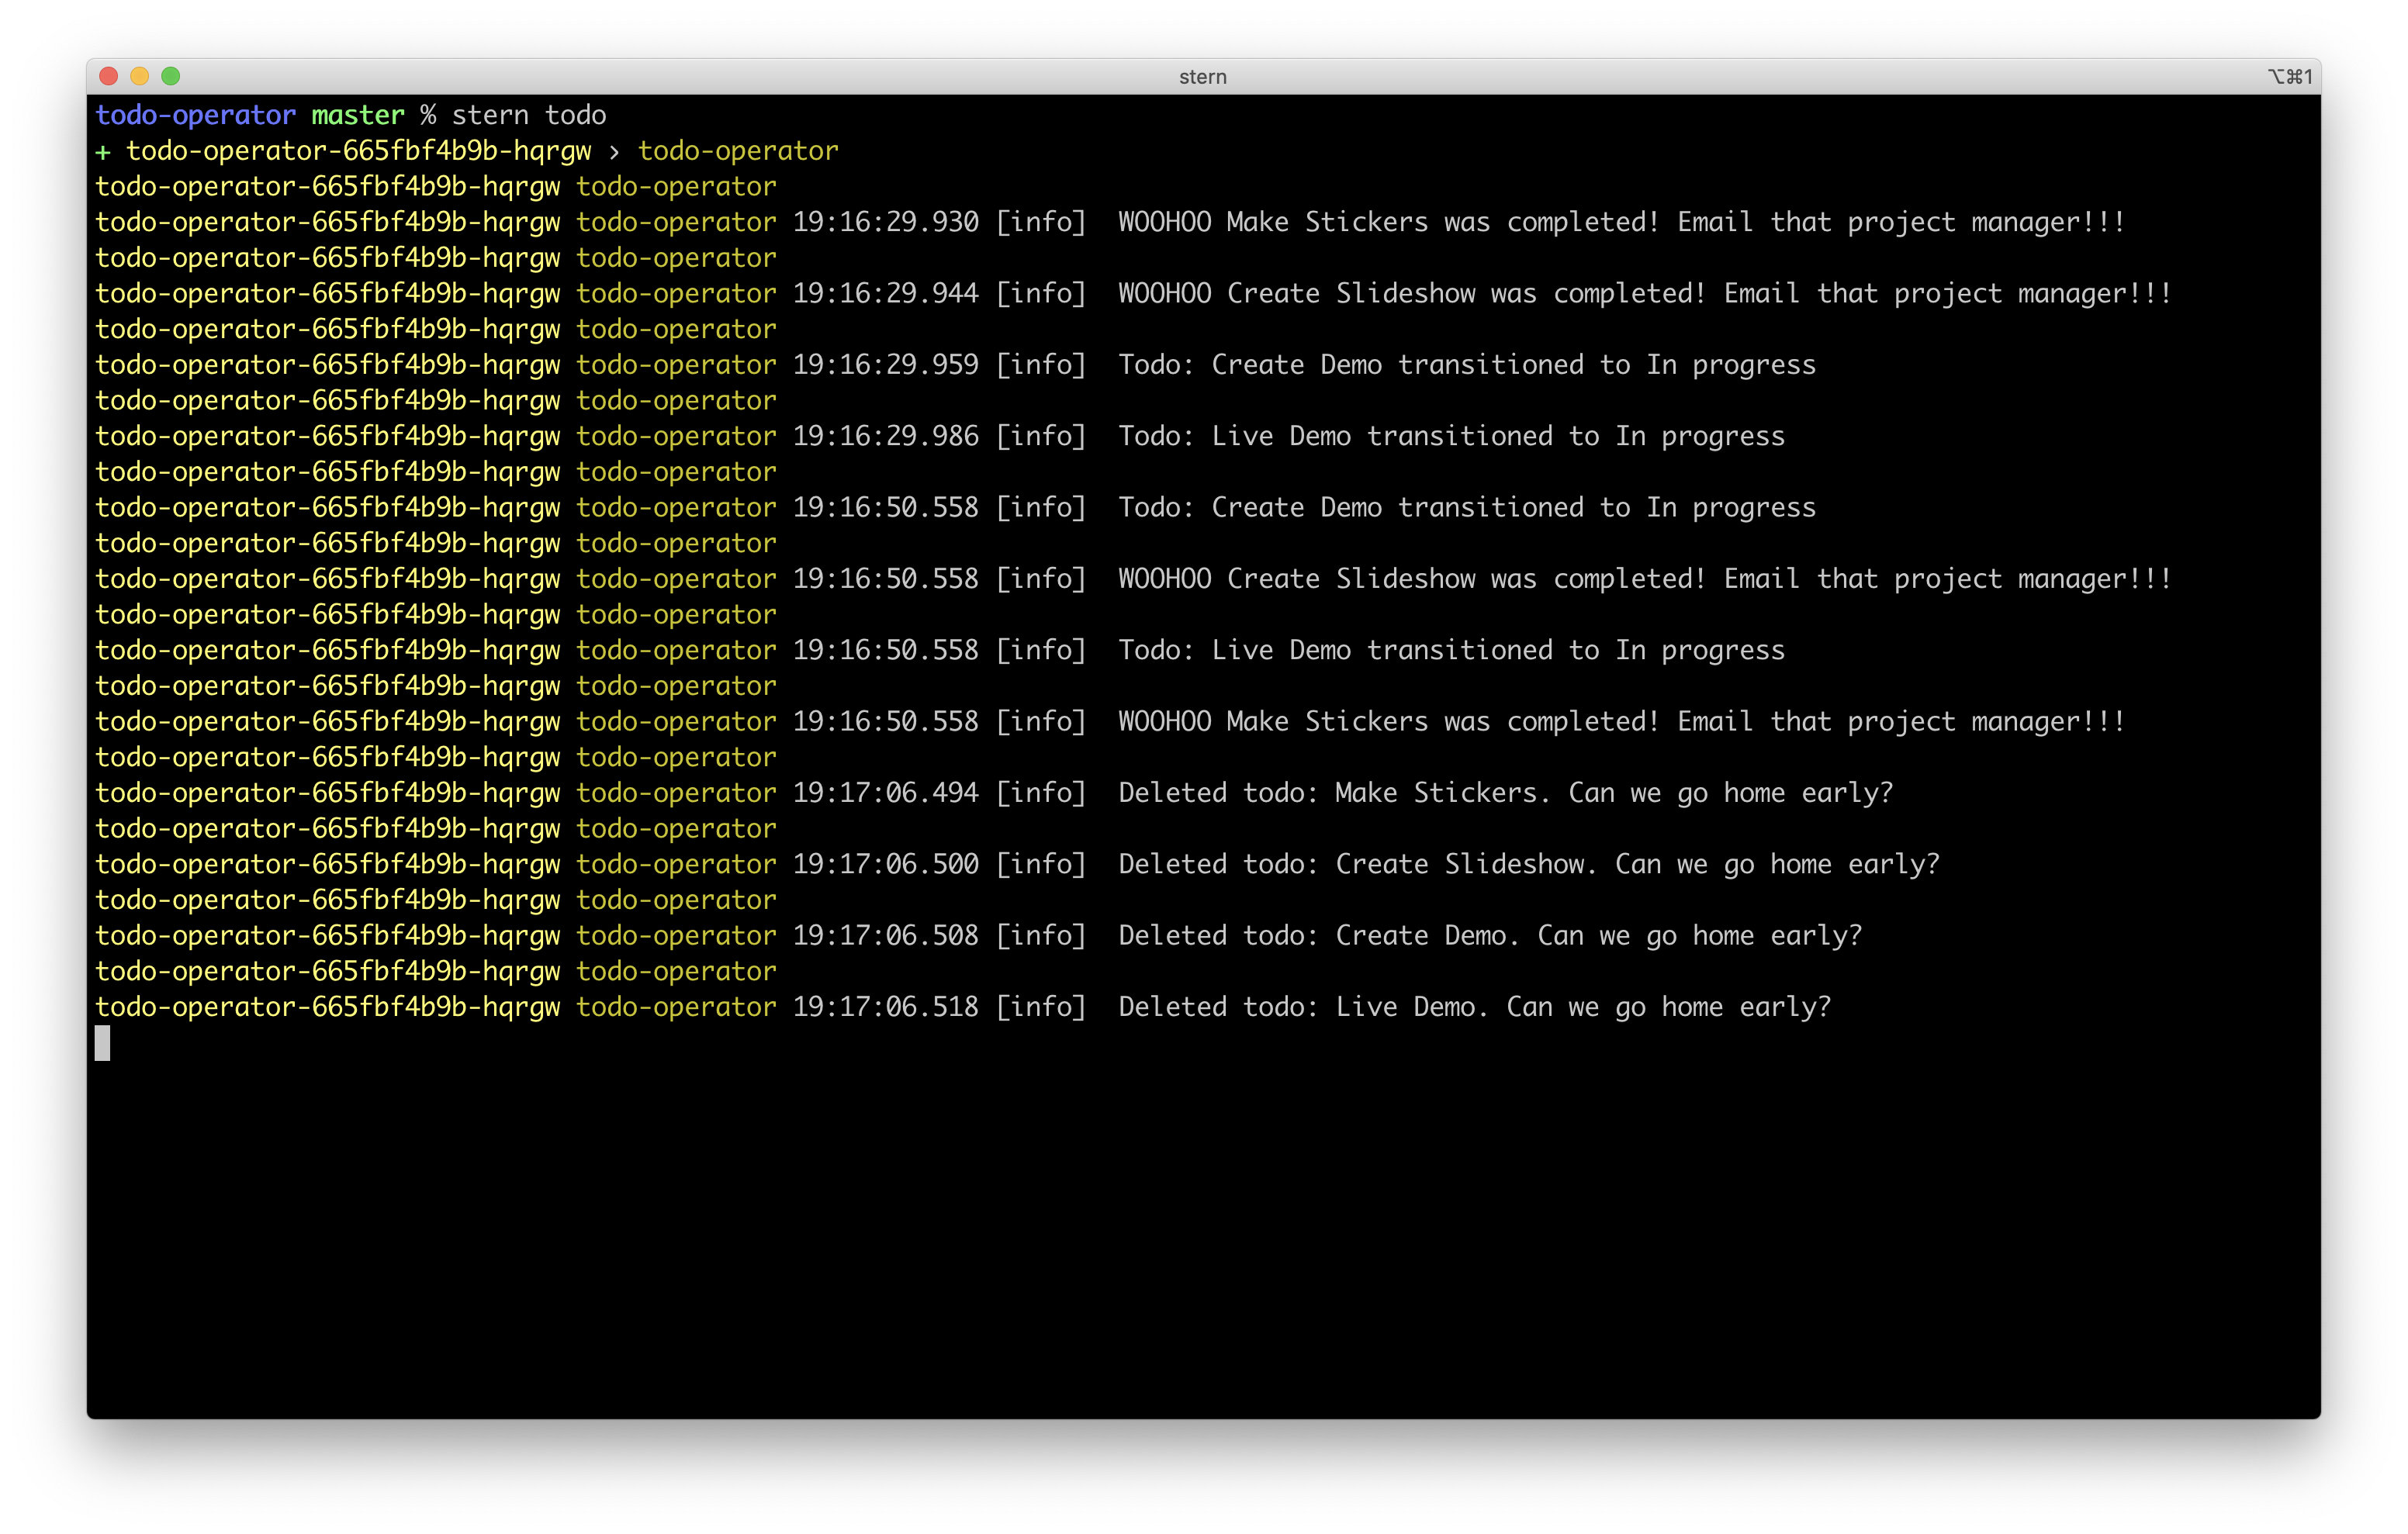 stern ⌥⌘1
todo-operator master % stern todo
+ todo-operator-665fbf4b9b-hqrgw › todo-operator
todo-operator-665fbf4b9b-hqrgw todo-operator
todo-operator-665fbf4b9b-hqrgw todo-operator 19:16:29.930 [info]  WOOHOO Make Stickers was completed! Email that project manager!!!
todo-operator-665fbf4b9b-hqrgw todo-operator
todo-operator-665fbf4b9b-hqrgw todo-operator 19:16:29.944 [info]  WOOHOO Create Slideshow was completed! Email that project manager!!!
todo-operator-665fbf4b9b-hqrgw todo-operator
todo-operator-665fbf4b9b-hqrgw todo-operator 19:16:29.959 [info]  Todo: Create Demo transitioned to In progress
todo-operator-665fbf4b9b-hqrgw todo-operator
todo-operator-665fbf4b9b-hqrgw todo-operator 19:16:29.986 [info]  Todo: Live Demo transitioned to In progress
todo-operator-665fbf4b9b-hqrgw todo-operator
todo-operator-665fbf4b9b-hqrgw todo-operator 19:16:50.558 [info]  Todo: Create Demo transitioned to In progress
todo-operator-665fbf4b9b-hqrgw todo-operator
todo-operator-665fbf4b9b-hqrgw todo-operator 19:16:50.558 [info]  WOOHOO Create Slideshow was completed! Email that project manager!!!
todo-operator-665fbf4b9b-hqrgw todo-operator
todo-operator-665fbf4b9b-hqrgw todo-operator 19:16:50.558 [info]  Todo: Live Demo transitioned to In progress
todo-operator-665fbf4b9b-hqrgw todo-operator
todo-operator-665fbf4b9b-hqrgw todo-operator 19:16:50.558 [info]  WOOHOO Make Stickers was completed! Email that project manager!!!
todo-operator-665fbf4b9b-hqrgw todo-operator
todo-operator-665fbf4b9b-hqrgw todo-operator 19:17:06.494 [info]  Deleted todo: Make Stickers. Can we go home early?
todo-operator-665fbf4b9b-hqrgw todo-operator
todo-operator-665fbf4b9b-hqrgw todo-operator 19:17:06.500 [info]  Deleted todo: Create Slideshow. Can we go home early?
todo-operator-665fbf4b9b-hqrgw todo-operator
todo-operator-665fbf4b9b-hqrgw todo-operator 19:17:06.508 [info]  Deleted todo: Create Demo. Can we go home early?
todo-operator-665fbf4b9b-hqrgw todo-operator
todo-operator-665fbf4b9b-hqrgw todo-operator 19:17:06.518 [info]  Deleted todo: Live Demo. Can we go home early?